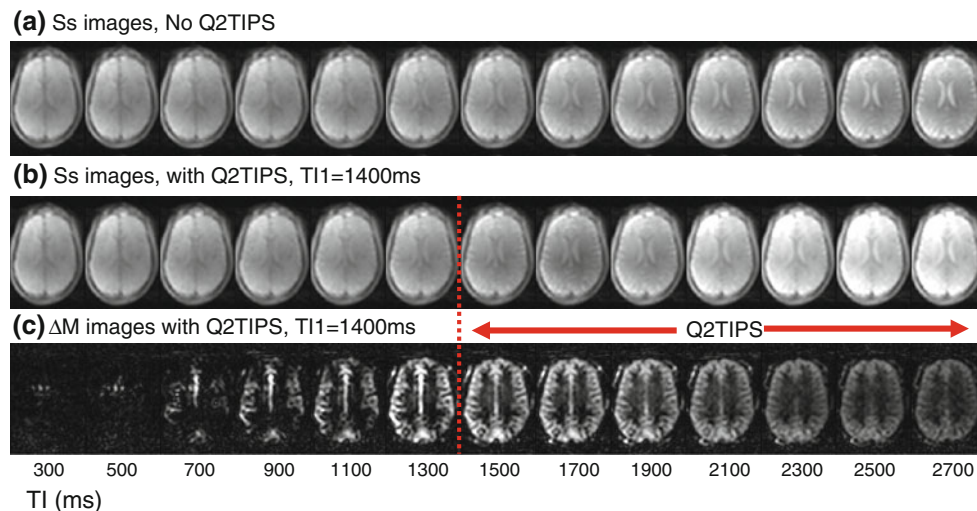 (a) Ss images, No Q2TIPS
(b) Ss images, with Q2TIPS, TI1=1400ms
(c) ΔM images with Q2TIPS, TI1=1400ms
Q2TIPS
300 500 700 900 1100 1300 1500 1700 1900 2100 2300 2500 2700
TI (ms)